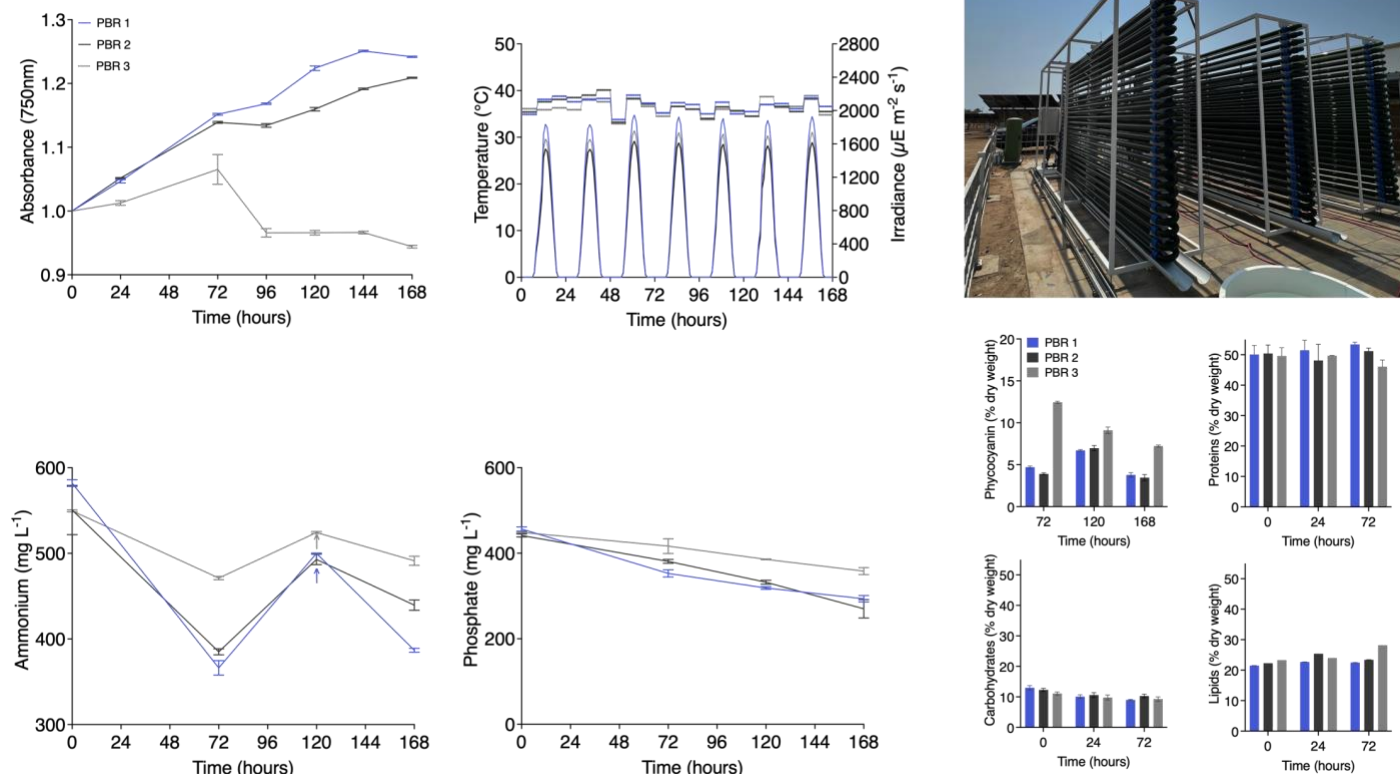 1.3
1.2
1.1
1.0
0.9
Absorbance (750nm)
PBR 1
PBR 2
PBR 3
0 24 48 72 96 120 144 168
Time (hours)
50
40
30
20
10
0
Temperature (°C)
2800
2400
2000
1600
1200
800
400
0
Irradiance (µE m-2 s-1)
0 24 48 72 96 120 144 168
Time (hours)
600
500
400
300
Ammonium (mg L-1)
0 24 48 72 96 120 144 168
Time (hours)
600
400
200
0
Phosphate (mg L-1)
0 24 48 72 96 120 144 168
Time (hours)
20
15
10
5
0
Phycocyanin (% dry weight)
PBR 1
PBR 2
PBR 3
72 120 168
Time (hours)
50
40
30
20
10
0
Proteins (% dry weight)
0 24 72
Time (hours)
50
40
30
20
10
0
Carbohydrates (% dry weight)
0 24 72
Time (hours)
50
40
30
20
10
0
Lipids (% dry weight)
0 24 72
Time (hours)